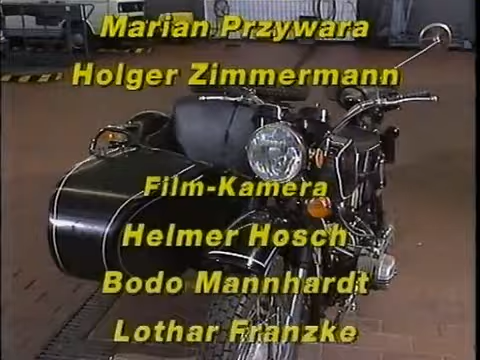 Marian Przywara
Holger Zimmermann
Film-Kamera
Helmer Hosch
Bodo Mannhardt
Lothar Franzke